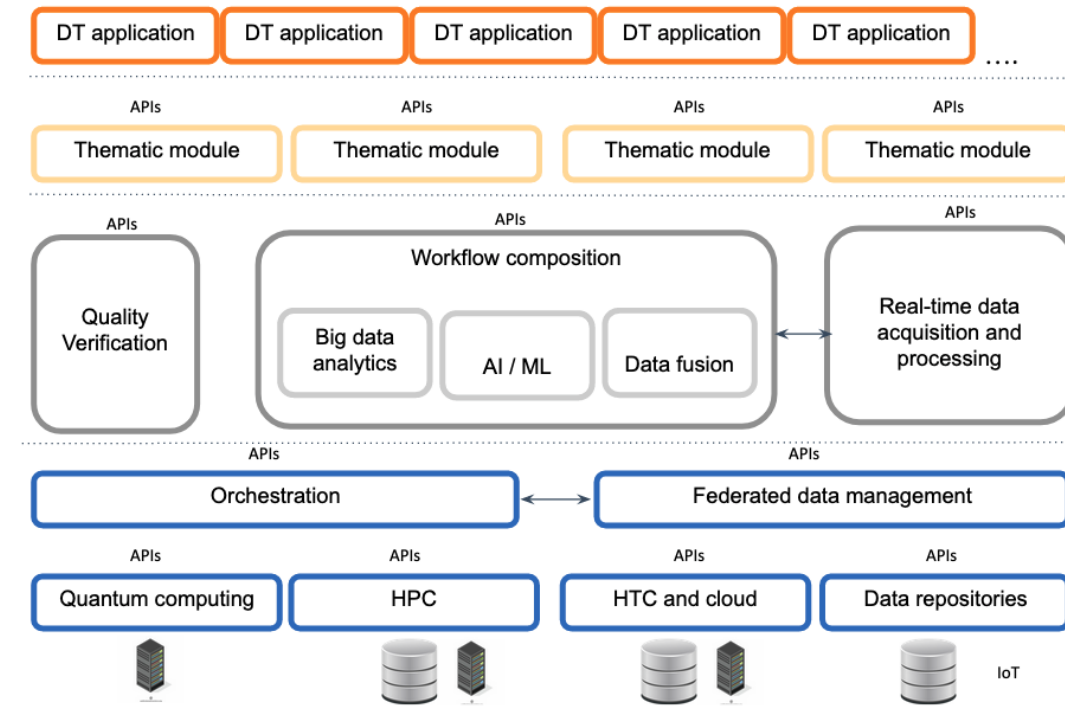 DT application DT application DT application DT application DT application
....
APIs APIs APIs APIs
Thematic module Thematic module Thematic module Thematic module
APIs APIs APIs
Quality
Verification
Workflow composition
Big data
analytics
AI / ML
Data fusion
Real-time data
acquisition and
processing
APIs APIs
Orchestration Federated data management
APIs APIs APIs APIs
Quantum computing HPC HTC and cloud Data repositories
IoT